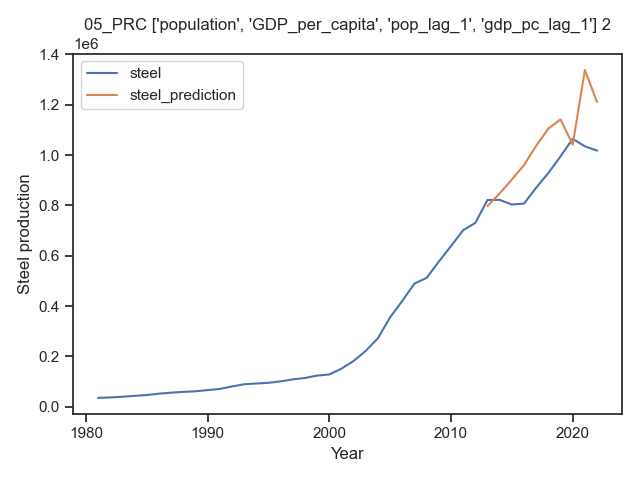 05_PRC ['population', 'GDP_per_capita', 'pop_lag_1', 'gdp_pc_lag_1'] 2
1e6
steel
steel_prediction
Steel production
1.4
1.2
1.0
0.8
0.6
0.4
0.2
0.0
1980 1990 2000 2010 2020
Year